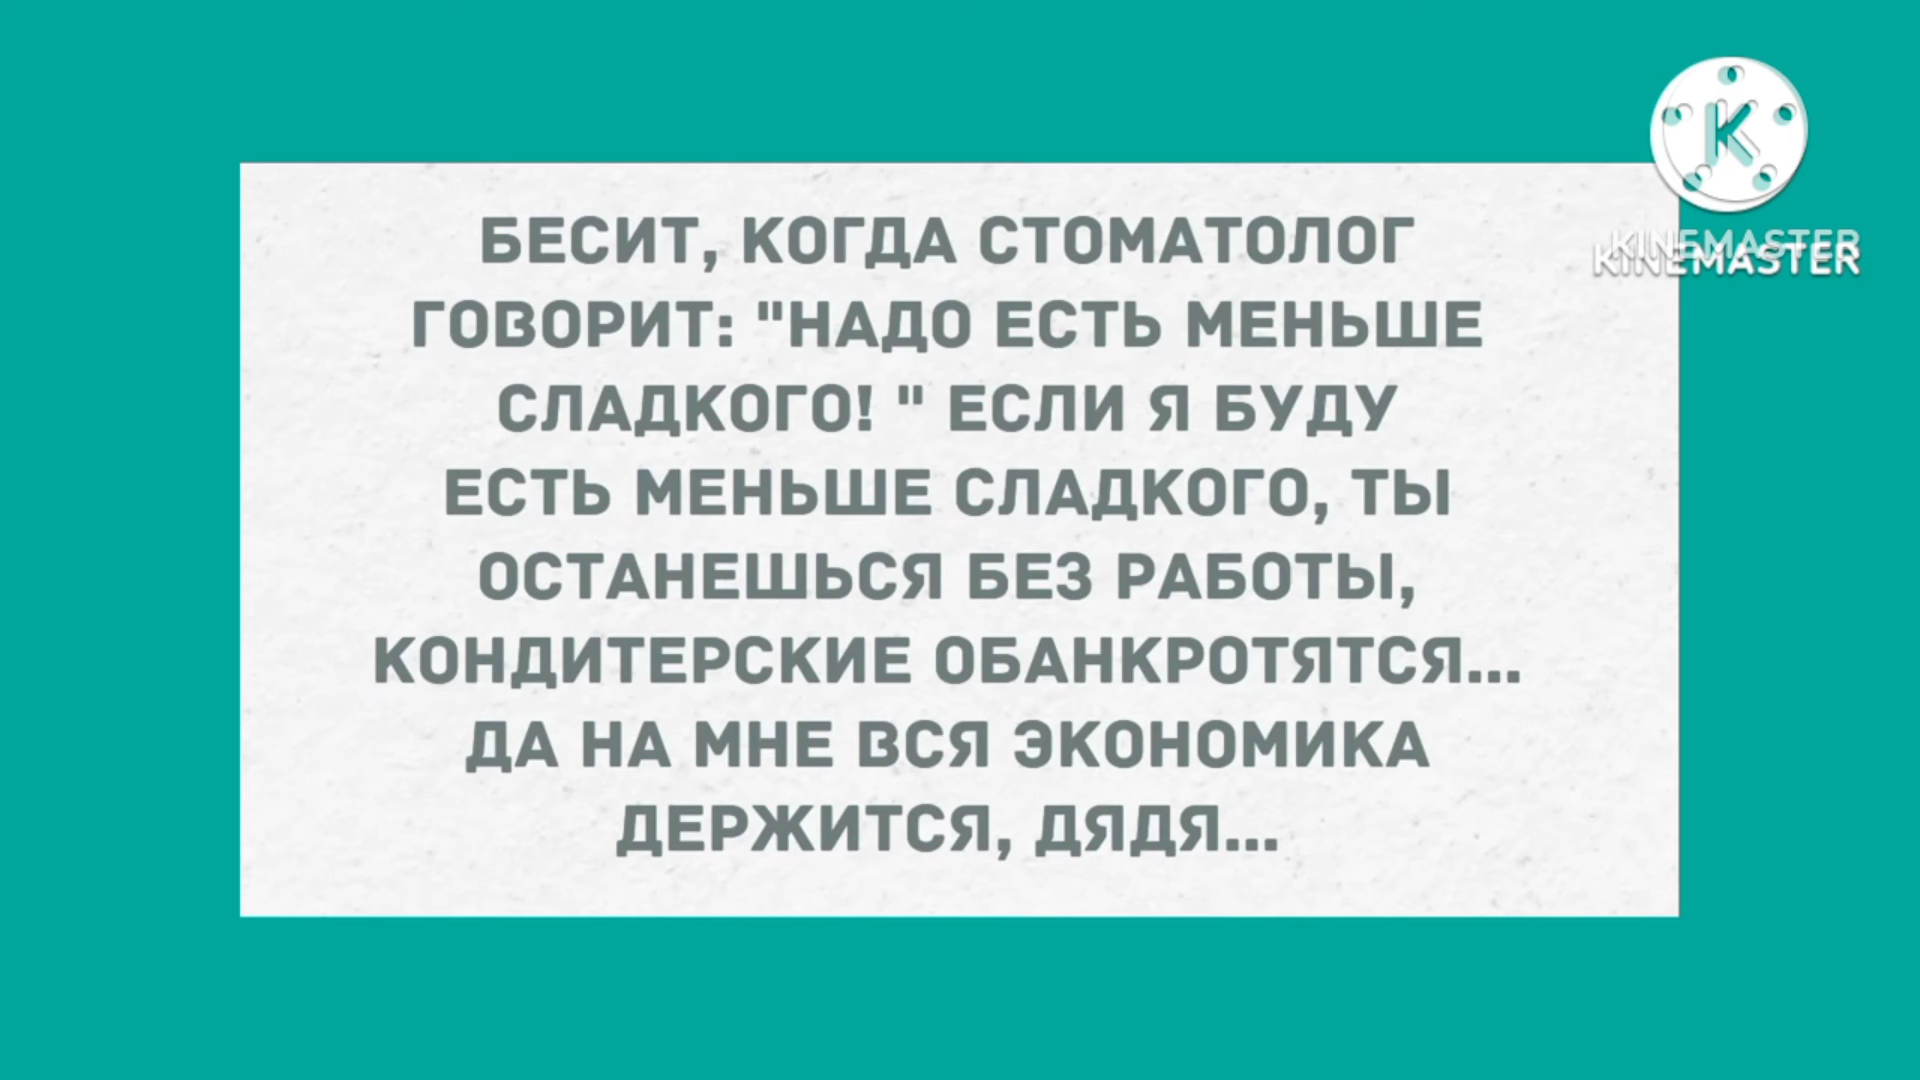 БЕСИТ, КОГДА СТОМАТОЛОГ
ГОВОРИТ: "НАДО ЕСТЬ МЕНЬШЕ
СЛАДКОГО! " ЕСЛИ Я БУДУ
ЕСТЬ МЕНЬШЕ СЛАДКОГО, ТЫ
ОСТАНЕШЬСЯ БЕЗ РАБОТЫ,
КОНДИТЕРСКИЕ ОБАНКРОТЯТСЯ...
ДА НА МНЕ ВСЯ ЭКОНОМИКА
ДЕРЖИТСЯ, ДЯДЯ...
K
KINEMASTER
KINEMASTER